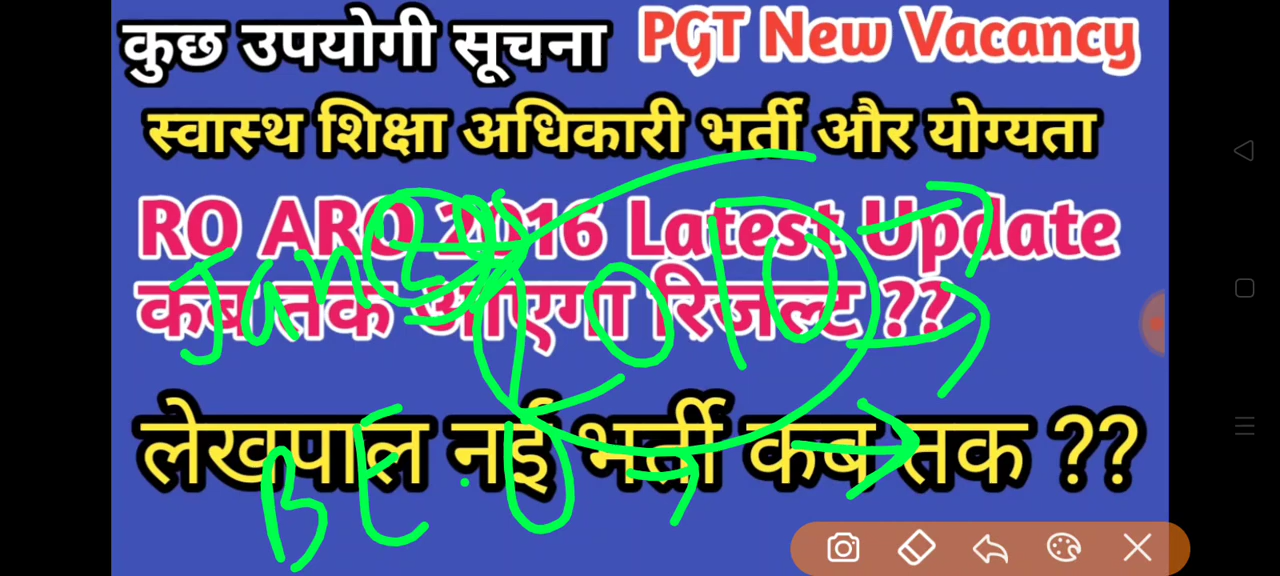 कुछ उपयोगी सूचना PGT New Vacancy
स्वास्थ शिक्षा अधिकारी भर्ती और योग्यता
RO ARO 2016 Latest Update
कब तक आएगा रिजल्ट ??
लेखपाल नई भर्ती कब तक ??